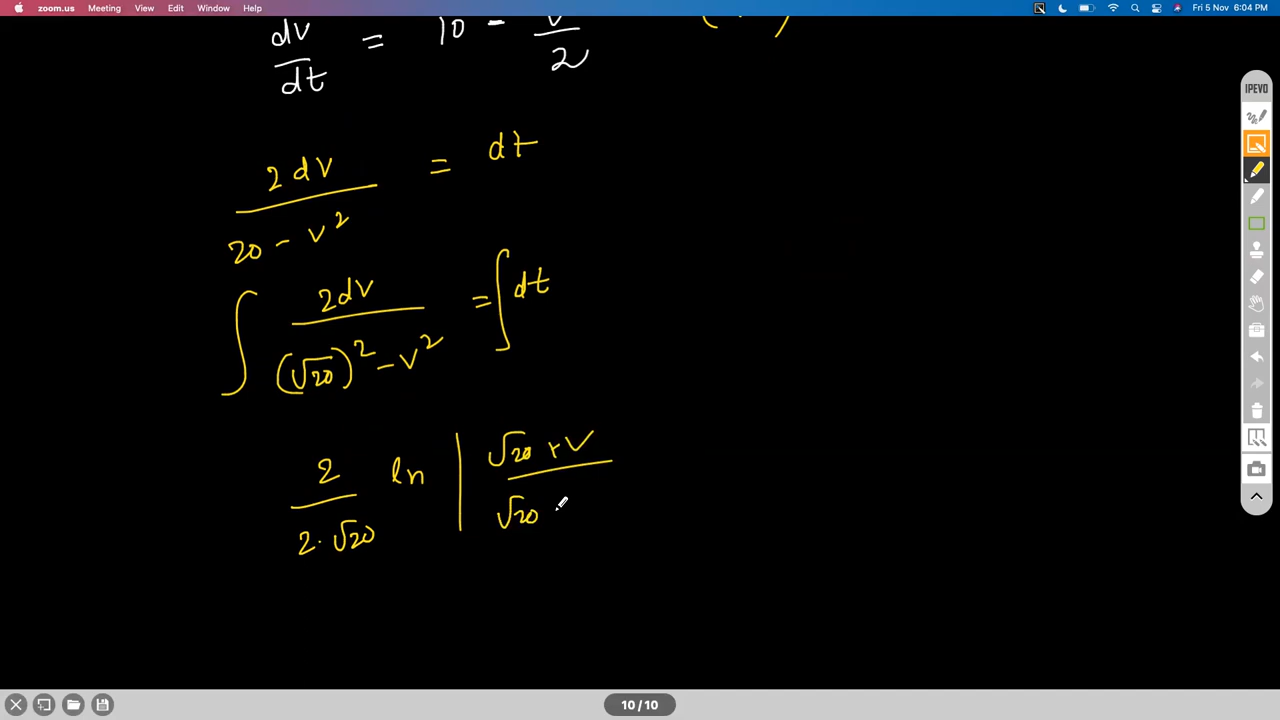 zoom.us Meeting View Edit Window Help Fri 5 Nov 6:04 PM
dv/dt = 10 - v/2
IPEVO
2 dv / 20 - v² = dt
∫ 2dv / (√20)² - v² = ∫ dt
2 / 2·√20 ln | √20 + v / √20
10 / 10